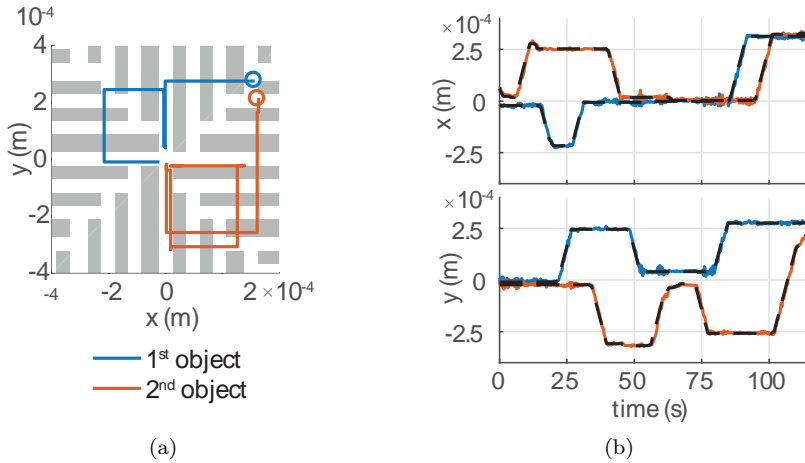 10⁻⁴
4
2
0
-2
-4
y (m)
-4 -2 0 2 ×10⁻⁴
x (m)
1ˢᵗ object
2ⁿᵈ object
(a)
×10⁻⁴
2.5
0
-2.5
x (m)
×10⁻⁴
2.5
0
-2.5
y (m)
0 25 50 75 100
time (s)
(b)